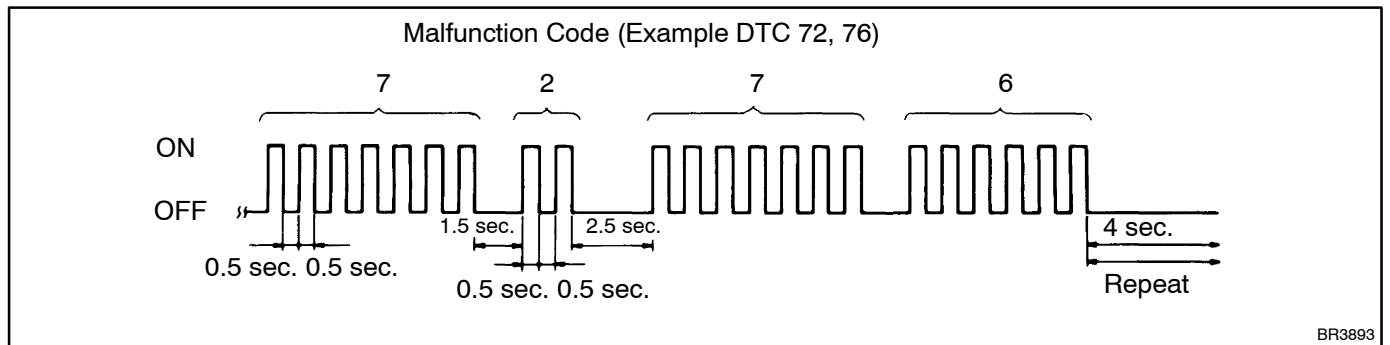 Malfunction Code (Example DTC 72, 76)
7 2 7 6
ON
OFF
1.5 sec. 2.5 sec. 4 sec.
0.5 sec. 0.5 sec.
0.5 sec. 0.5 sec.
Repeat
BR3893